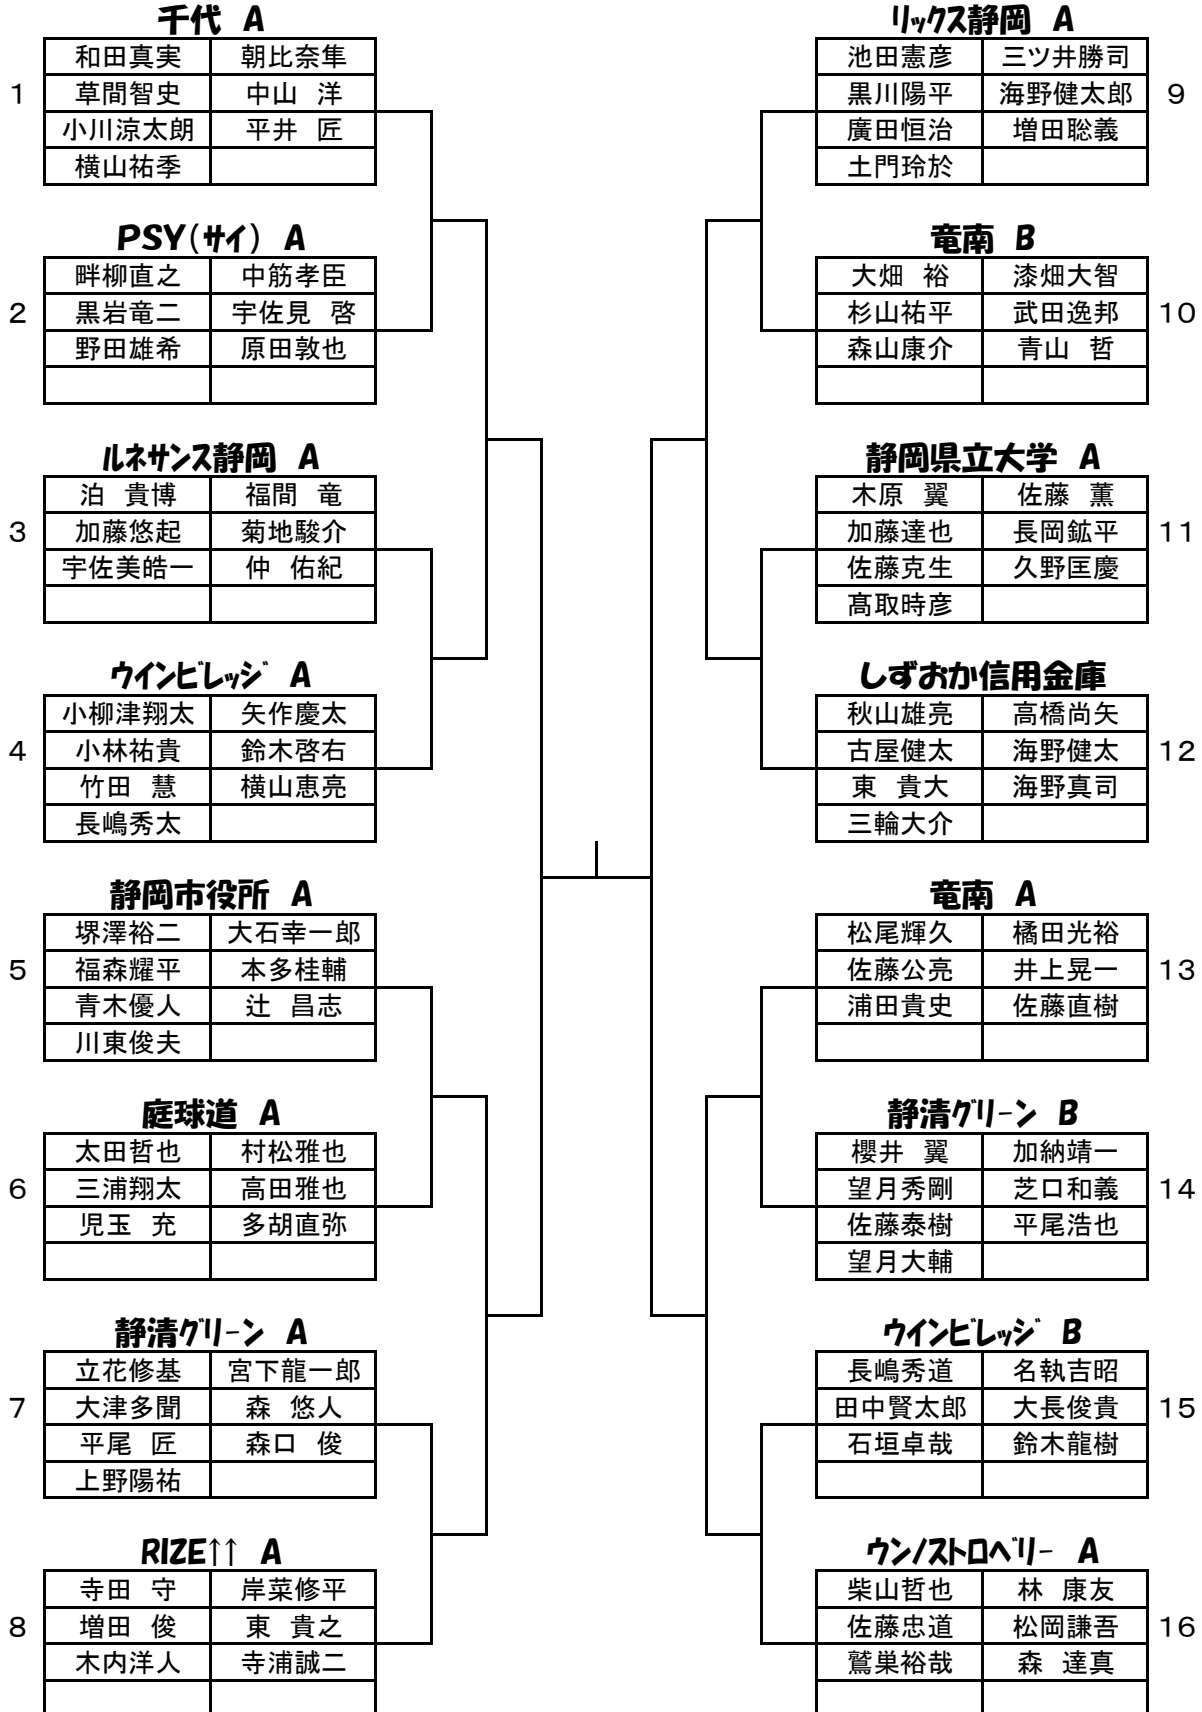 千代 A
和田真実 朝比奈隼
1 草間智史 中山 洋
小川涼太朗 平井 匠
横山祐季
PSY(サイ) A
畔柳直之 中筋孝臣
2 黒岩竜二 宇佐見 啓
野田雄希 原田敦也
ルネサンス静岡 A
泊 貴博 福間 竜
3 加藤悠起 菊地駿介
宇佐美皓一 仲 佑紀
ウインビレッジ A
小柳津翔太 矢作慶太
4 小林祐貴 鈴木啓右
竹田 慧 横山恵亮
長嶋秀太
静岡市役所 A
堺澤裕二 大石幸一郎
5 福森耀平 本多桂輔
青木優人 辻 昌志
川東俊夫
庭球道 A
太田哲也 村松雅也
6 三浦翔太 高田雅也
児玉 充 多胡直弥
静清グリーン A
立花修基 宮下龍一郎
7 大津多聞 森 悠人
平尾 匠 森口 俊
上野陽祐
RIZE↑↑ A
寺田 守 岸菜修平
8 増田 俊 東 貴之
木内洋人 寺浦誠二
リックス静岡 A
池田憲彦 三ツ井勝司
黒川陽平 海野健太郎 9
廣田恒治 増田聡義
土門玲於
竜南 B
大畑 裕 漆畑大智
杉山祐平 武田逸邦 10
森山康介 青山 哲
静岡県立大学 A
木原 翼 佐藤 薫
加藤達也 長岡鉱平 11
佐藤克生 久野匡慶
髙取時彦
しずおか信用金庫
秋山雄亮 高橋尚矢
古屋健太 海野健太 12
東 貴大 海野真司
三輪大介
竜南 A
松尾輝久 橘田光裕
佐藤公亮 井上晃一 13
浦田貴史 佐藤直樹
静清グリーン B
櫻井 翼 加納靖一
望月秀剛 芝口和義 14
佐藤泰樹 平尾浩也
望月大輔
ウインビレッジ B
長嶋秀道 名執吉昭
田中賢太郎 大長俊貴 15
石垣卓哉 鈴木龍樹
ウン/ストロベリー A
柴山哲也 林 康友
佐藤忠道 松岡謙吾 16
鷲巣裕哉 森 達真